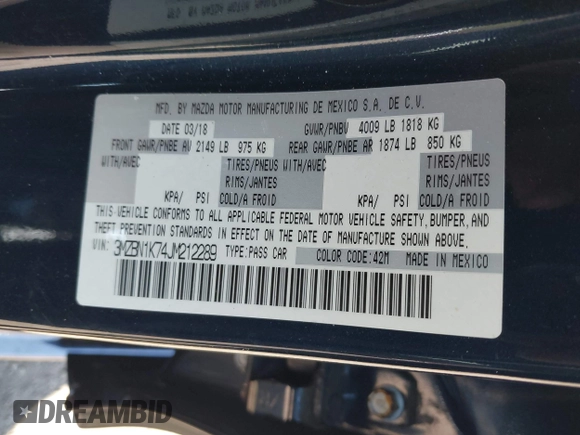 MFD. BY MAZDA MOTOR MANUFACTURING DE MEXICO S.A. DE C.V.
DATE 03/18 GVWR/PNBV 4009 LB 1818 KG
FRONT GAWR/PNBE AV 2149 LB 975 KG REAR GAWR/PNBE AR 1874 LB 850 KG
WITH/AVEC TIRES/PNEUS WITH/AVEC TIRES/PNEUS
RIMS/JANTES RIMS/JANTES
KPA/ PSI COLD/A FROID KPA/ PSI COLD/A FROID
THIS VEHICLE CONFORMS TO ALL APPLICABLE FEDERAL MOTOR VEHICLE SAFETY, BUMPER, AND
THEFT PREVENTION STANDARDS IN EFFECT ON THE DATE OF MANUFACTURE SHOWN ABOVE.
VIN: 3MZBN1K74JM212289 TYPE:PASS CAR COLOR CODE:42M MADE IN MEXICO
DREAMBID